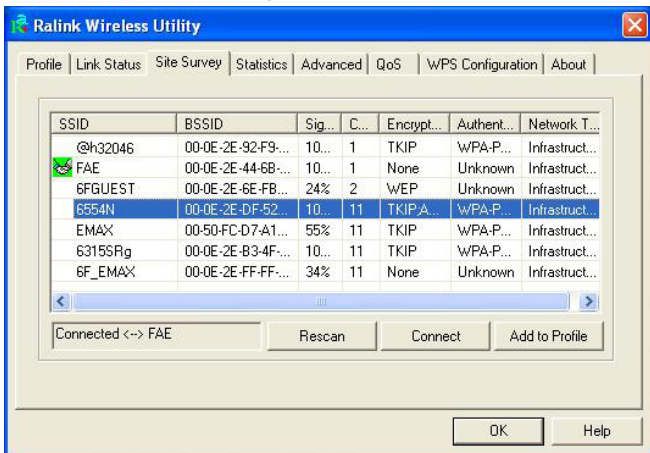 Ralink Wireless Utility
Profile Link Status Site Survey Statistics Advanced QoS WPS Configuration About
SSID BSSID Sig... C... Encrypt... Authent... Network T...
@h32046 00-0E-2E-92-F9-... 10... 1 TKIP WPA-P... Infrastruct...
FAE 00-0E-2E-44-6B-... 10... 1 None Unknown Infrastruct...
6FGUEST 00-0E-2E-6E-FB... 24% 2 WEP Unknown Infrastruct...
6554N 00-0E-2E-DF-52... 10... 11 TKIP;A... WPA-P... Infrastruct...
EMAX 00-50-FC-D7-A1... 55% 11 TKIP WPA-P... Infrastruct...
6315SRg 00-0E-2E-B3-4F-... 10... 11 TKIP WPA-P... Infrastruct...
6F_EMAX 00-0E-2E-FF-FF-... 34% 11 None Unknown Infrastruct...
Connected <--> FAE Rescan Connect Add to Profile
OK Help